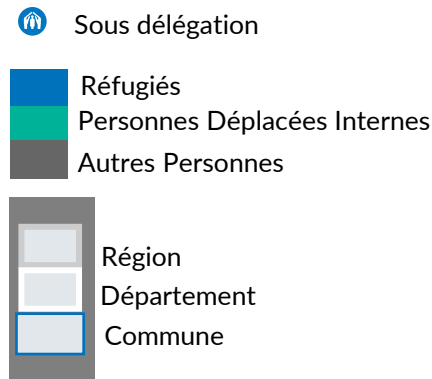 Sous délégation
Réfugiés
Personnes Déplacées Internes
Autres Personnes
Région
Département
Commune